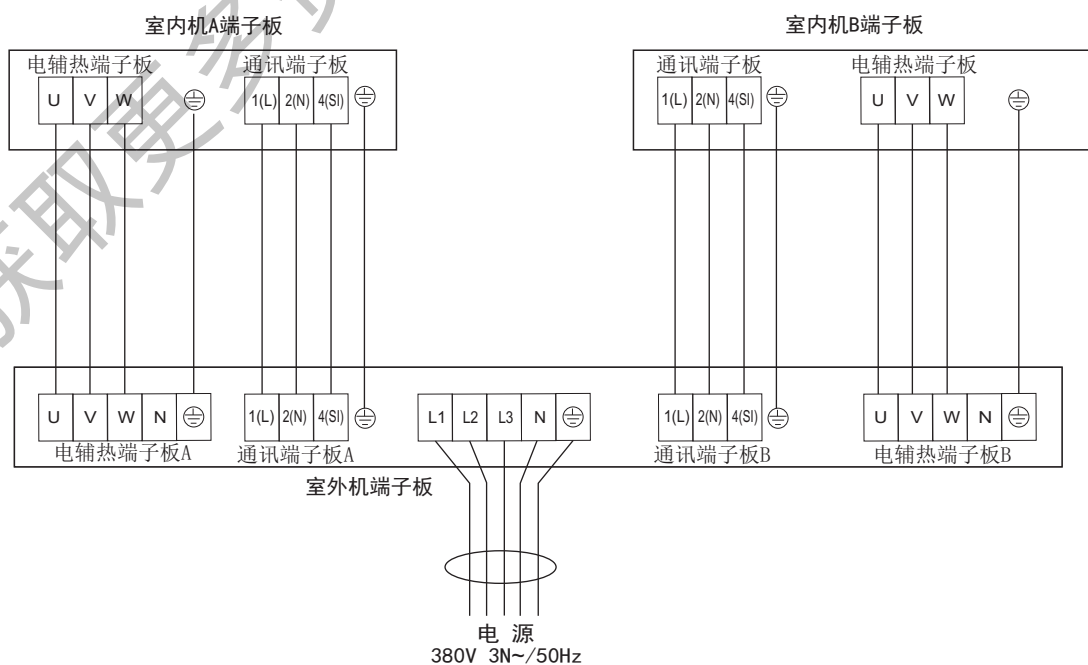 室内机A端子板
室内机B端子板
电辅热端子板
通讯端子板
通讯端子板
电辅热端子板
U V W
1(L) 2(N) 4(SI)
1(L) 2(N) 4(SI)
U V W
U V W N
1(L) 2(N) 4(SI)
L1 L2 L3 N
1(L) 2(N) 4(SI)
U V W N
电辅热端子板A
通讯端子板A
通讯端子板B
电辅热端子板B
室外机端子板
电 源
380V 3N~/50Hz
获取更多